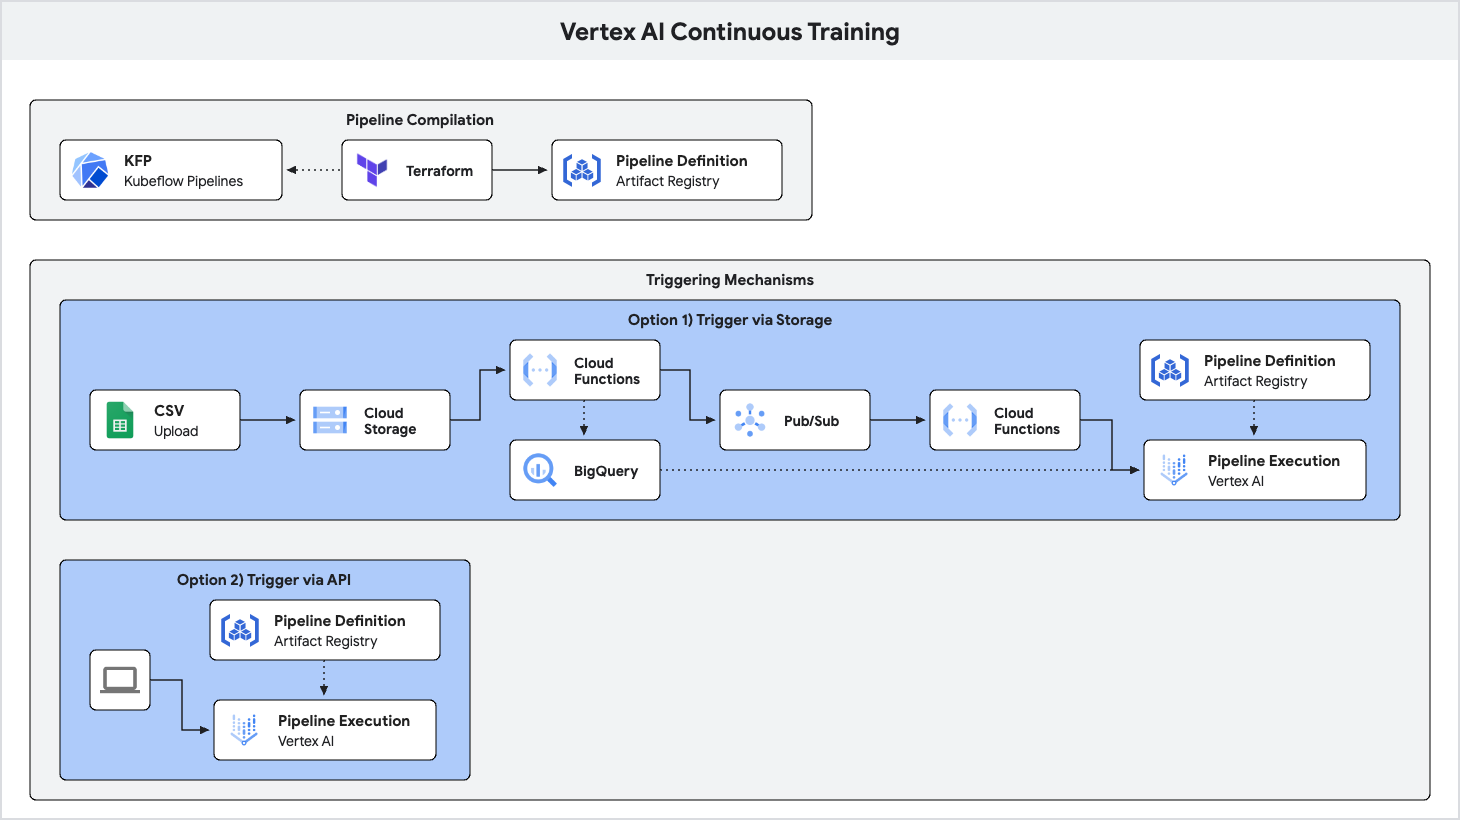 Vertex AI Continuous Training
Pipeline Compilation
KFP
Kubeflow Pipelines
Terraform
Pipeline Definition
Artifact Registry
Triggering Mechanisms
Option 1) Trigger via Storage
CSV
Upload
Cloud
Storage
Cloud
Functions
BigQuery
Pub/Sub
Cloud
Functions
Pipeline Definition
Artifact Registry
Pipeline Execution
Vertex AI
Option 2) Trigger via API
Pipeline Definition
Artifact Registry
Pipeline Execution
Vertex AI